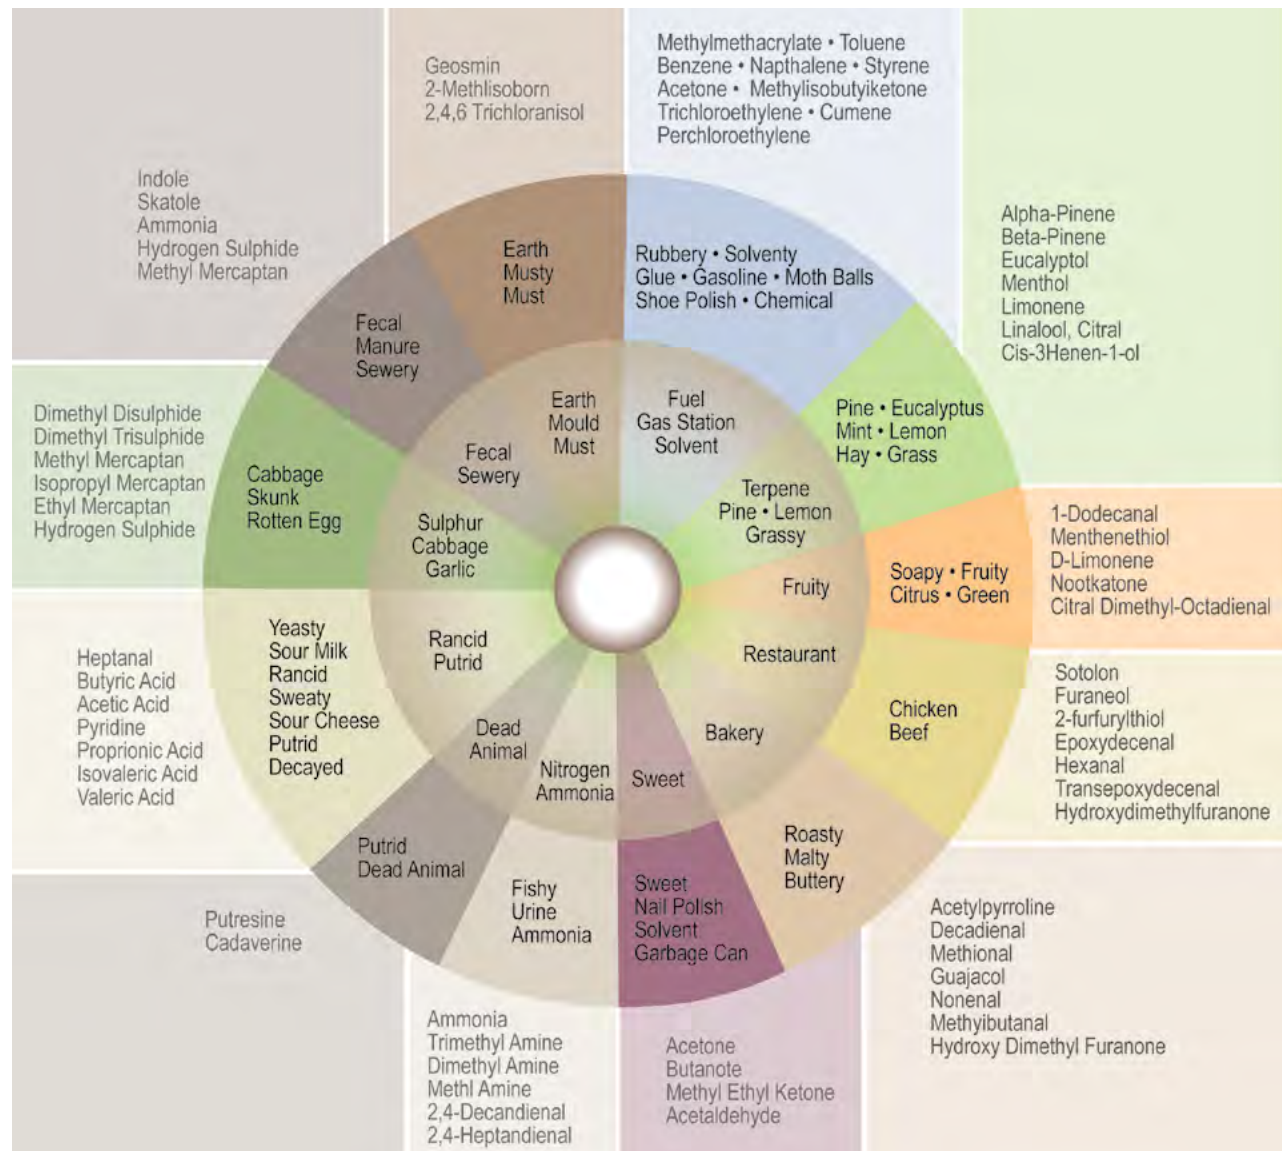 Geosmin
2-Methlisoborn
2,4,6 Trichloranisol
Methylmethacrylate • Toluene
Benzene • Napthalene • Styrene
Acetone • Methylisobutyiketone
Trichloroethylene • Cumene
Perchloroethylene
Indole
Skatole
Ammonia
Hydrogen Sulphide
Methyl Mercaptan
Alpha-Pinene
Beta-Pinene
Eucalyptol
Menthol
Limonene
Linalool, Citral
Cis-3Henen-1-ol
Earth
Musty
Must
Rubbery • Solventy
Glue • Gasoline • Moth Balls
Shoe Polish • Chemical
Fecal
Manure
Sewery
Pine • Eucalyptus
Mint • Lemon
Hay • Grass
Earth
Mould
Must
Fuel
Gas Station
Solvent
Fecal
Sewery
Terpene
Pine • Lemon
Grassy
Dimethyl Disulphide
Dimethyl Trisulphide
Methyl Mercaptan
Isopropyl Mercaptan
Ethyl Mercaptan
Hydrogen Sulphide
Cabbage
Skunk
Rotten Egg
Sulphur
Cabbage
Garlic
Fruity
Soapy • Fruity
Citrus • Green
1-Dodecanal
Menthenethiol
D-Limonene
Nootkatone
Citral Dimethyl-Octadienal
Heptanal
Butyric Acid
Acetic Acid
Pyridine
Proprionic Acid
Isovaleric Acid
Valeric Acid
Yeasty
Sour Milk
Rancid
Sweaty
Sour Cheese
Putrid
Decayed
Rancid
Putrid
Restaurant
Chicken
Beef
Sotolon
Furaneol
2-furfurylthiol
Epoxydecenal
Hexanal
Transepoxydecenal
Hydroxydimethylfuranone
Dead
Animal
Nitrogen
Ammonia
Sweet
Bakery
Putrid
Dead Animal
Fishy
Urine
Ammonia
Sweet
Nail Polish
Solvent
Garbage Can
Roasty
Malty
Buttery
Putresine
Cadaverine
Ammonia
Trimethyl Amine
Dimethyl Amine
Methl Amine
2,4-Decandienal
2,4-Heptandienal
Acetone
Butanote
Methyl Ethyl Ketone
Acetaldehyde
Acetylpyrroline
Decadienal
Methional
Guajacol
Nonenal
Methyibutanal
Hydroxy Dimethyl Furanone